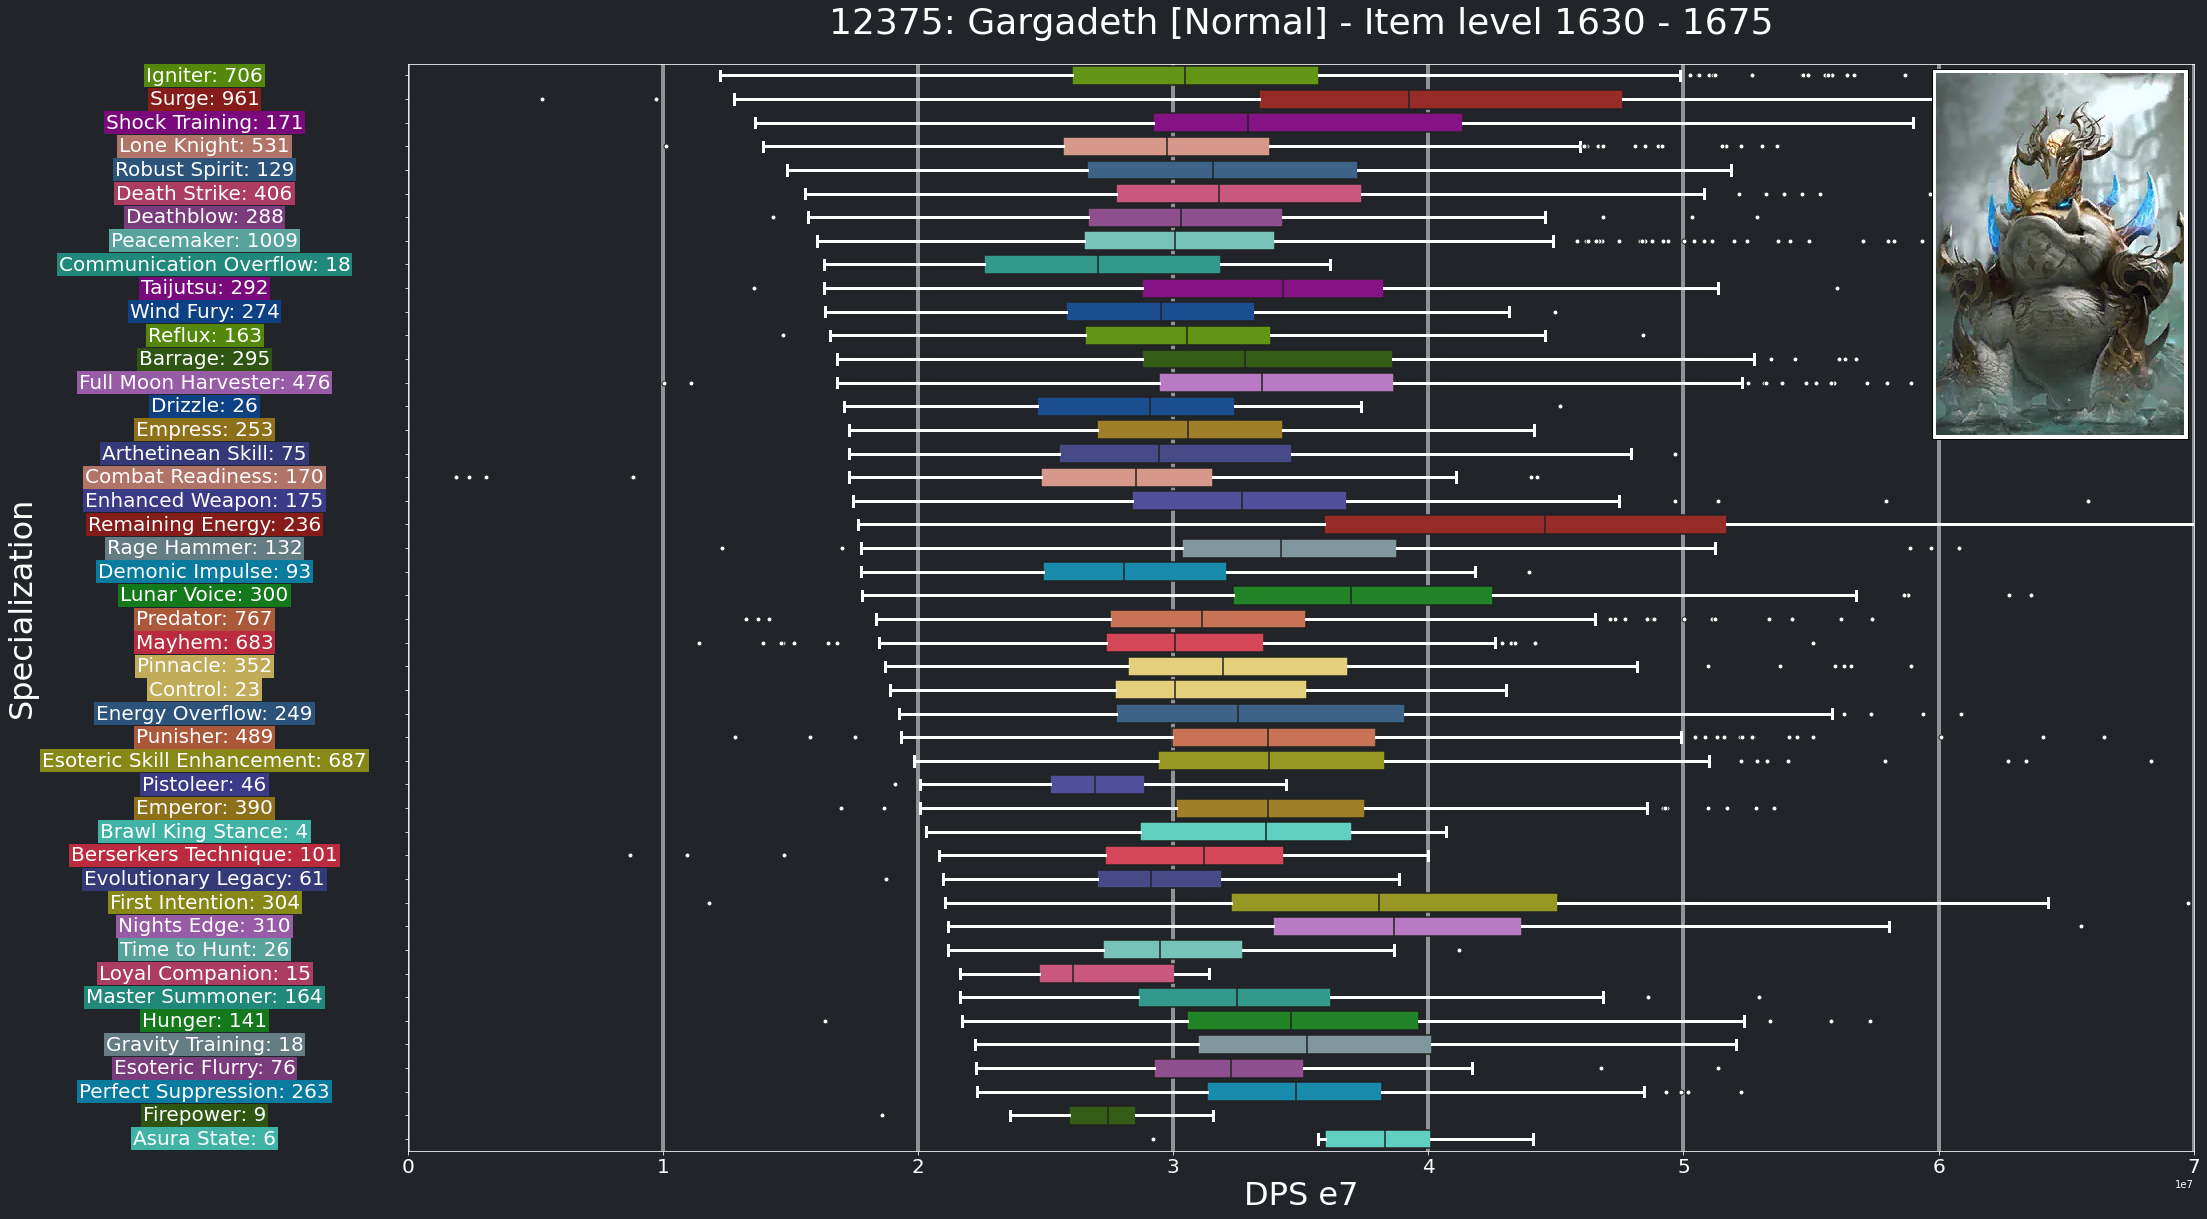 12375: Gargadeth [Normal] - Item level 1630 - 1675
Specialization
Igniter: 706
Surge: 961
Shock Training: 171
Lone Knight: 531
Robust Spirit: 129
Death Strike: 406
Deathblow: 288
Peacemaker: 1009
Communication Overflow: 18
Taijutsu: 292
Wind Fury: 274
Reflux: 163
Barrage: 295
Full Moon Harvester: 476
Drizzle: 26
Empress: 253
Arthetinean Skill: 75
Combat Readiness: 170
Enhanced Weapon: 175
Remaining Energy: 236
Rage Hammer: 132
Demonic Impulse: 93
Lunar Voice: 300
Predator: 767
Mayhem: 683
Pinnacle: 352
Control: 23
Energy Overflow: 249
Punisher: 489
Esoteric Skill Enhancement: 687
Pistoleer: 46
Emperor: 390
Brawl King Stance: 4
Berserkers Technique: 101
Evolutionary Legacy: 61
First Intention: 304
Nights Edge: 310
Time to Hunt: 26
Loyal Companion: 15
Master Summoner: 164
Hunger: 141
Gravity Training: 18
Esoteric Flurry: 76
Perfect Suppression: 263
Firepower: 9
Asura State: 6
0 1 2 3 4 5 6 7
1e7
DPS e7